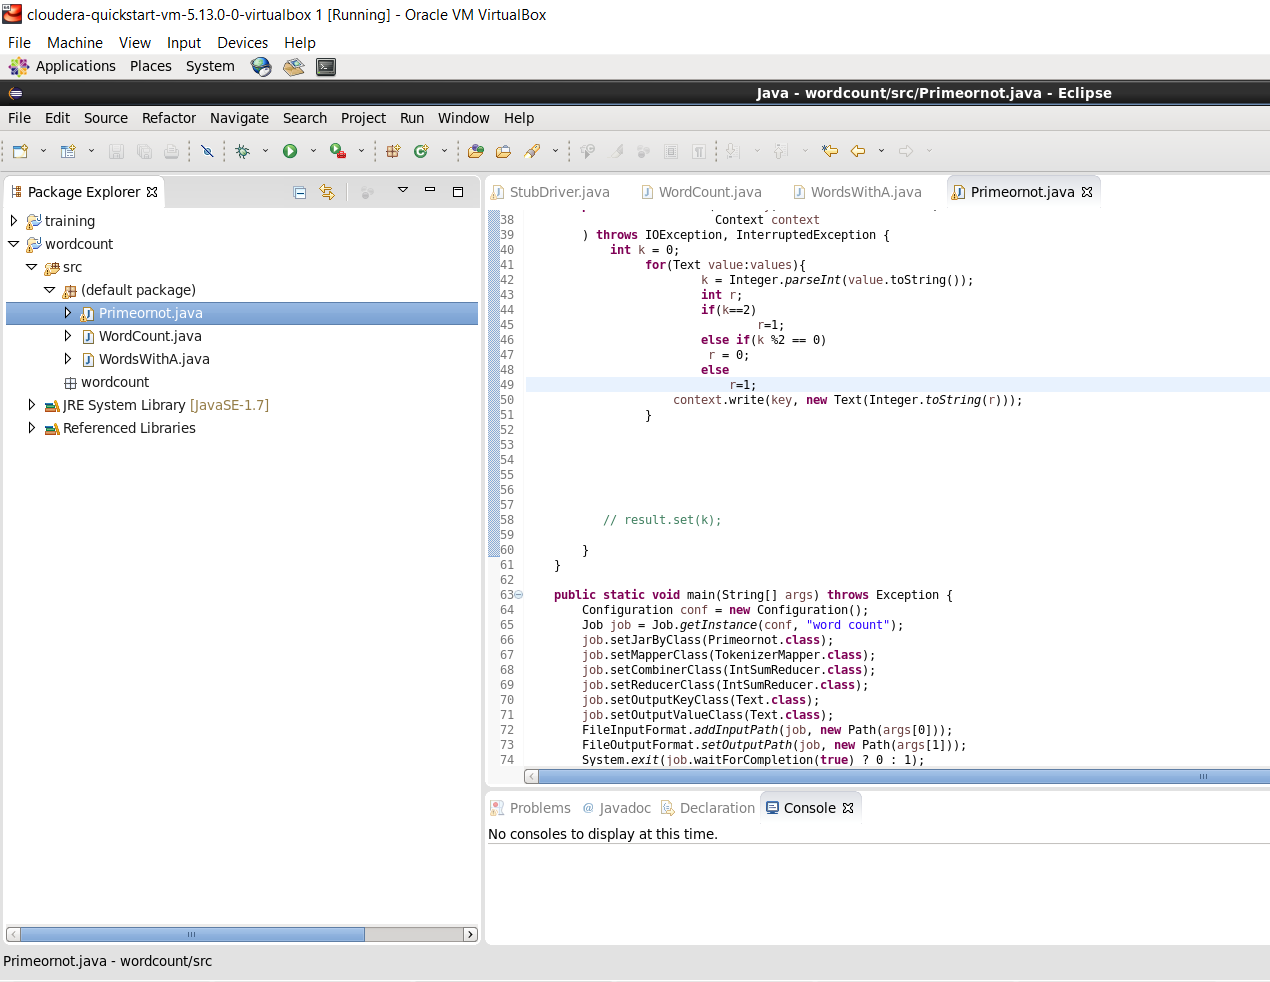 cloudera-quickstart-vm-5.13.0-0-virtualbox 1 [Running] - Oracle VM VirtualBox
File Machine View Input Devices Help
Applications Places System
Java - wordcount/src/Primeornot.java - Eclipse
File Edit Source Refactor Navigate Search Project Run Window Help
Package Explorer
training
wordcount
src
(default package)
Primeornot.java
WordCount.java
WordsWithA.java
wordcount
JRE System Library [JavaSE-1.7]
Referenced Libraries
StubDriver.java WordCount.java WordsWithA.java Primeornot.java
38 Context context
39 ) throws IOException, InterruptedException {
40 int k = 0;
41 for(Text value:values){
42 k = Integer.parseInt(value.toString());
43 int r;
44 if(k==2)
45 r=1;
46 else if(k %2 == 0)
47 r = 0;
48 else
49 r=1;
50 context.write(key, new Text(Integer.toString(r)));
51 }
52
53
54
55
56
57
58 // result.set(k);
59
60 }
61 }
62
63 public static void main(String[] args) throws Exception {
64 Configuration conf = new Configuration();
65 Job job = Job.getInstance(conf, "word count");
66 job.setJarByClass(Primeornot.class);
67 job.setMapperClass(TokenizerMapper.class);
68 job.setCombinerClass(IntSumReducer.class);
69 job.setReducerClass(IntSumReducer.class);
70 job.setOutputKeyClass(Text.class);
71 job.setOutputValueClass(Text.class);
72 FileInputFormat.addInputPath(job, new Path(args[0]));
73 FileOutputFormat.setOutputPath(job, new Path(args[1]));
74 System.exit(job.waitForCompletion(true) ? 0 : 1);
Problems @ Javadoc Declaration Console
No consoles to display at this time.
Primeornot.java - wordcount/src